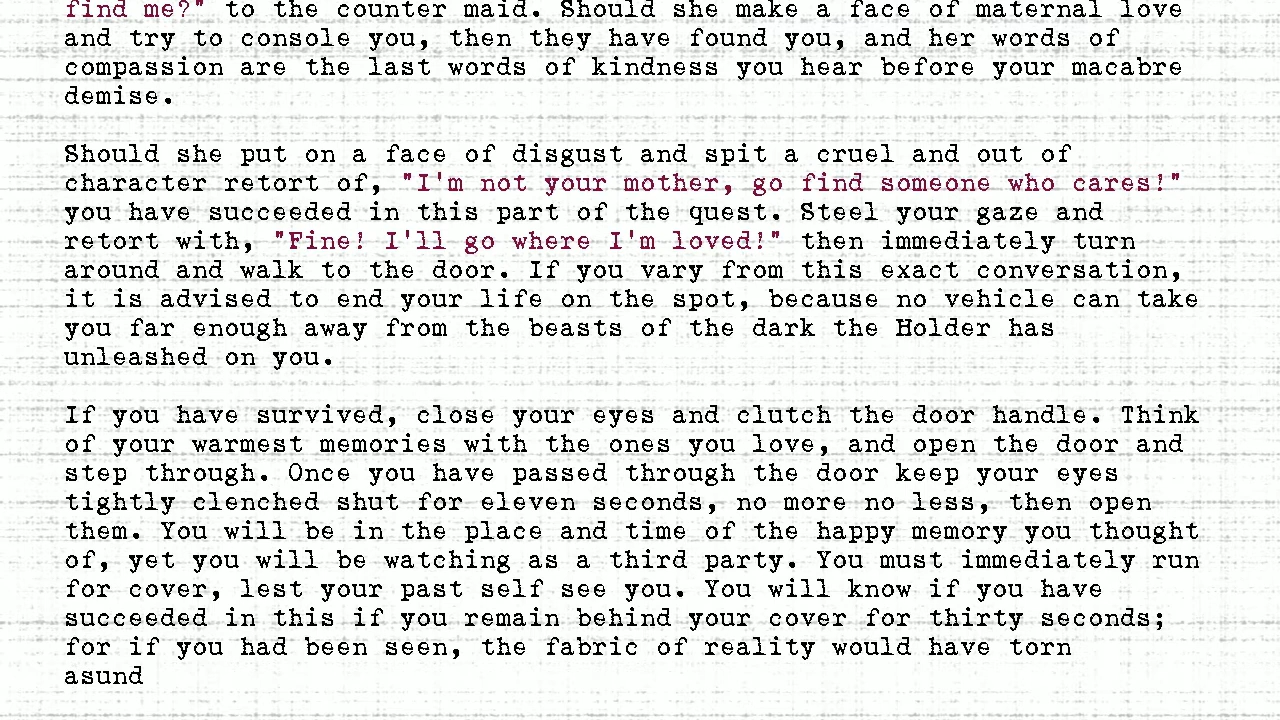 find me?" to the counter maid. Should she make a face of maternal love
and try to console you, then they have found you, and her words of
compassion are the last words of kindness you hear before your macabre
demise.
Should she put on a face of disgust and spit a cruel and out of
character retort of, "I'm not your mother, go find someone who cares!"
you have succeeded in this part of the quest. Steel your gaze and
retort with, "Fine! I'll go where I'm loved!" then immediately turn
around and walk to the door. If you vary from this exact conversation,
it is advised to end your life on the spot, because no vehicle can take
you far enough away from the beasts of the dark the Holder has
unleashed on you.
If you have survived, close your eyes and clutch the door handle. Think
of your warmest memories with the ones you love, and open the door and
step through. Once you have passed through the door keep your eyes
tightly clenched shut for eleven seconds, no more no less, then open
them. You will be in the place and time of the happy memory you thought
of, yet you will be watching as a third party. You must immediately run
for cover, lest your past self see you. You will know if you have
succeeded in this if you remain behind your cover for thirty seconds;
for if you had been seen, the fabric of reality would have torn
asund